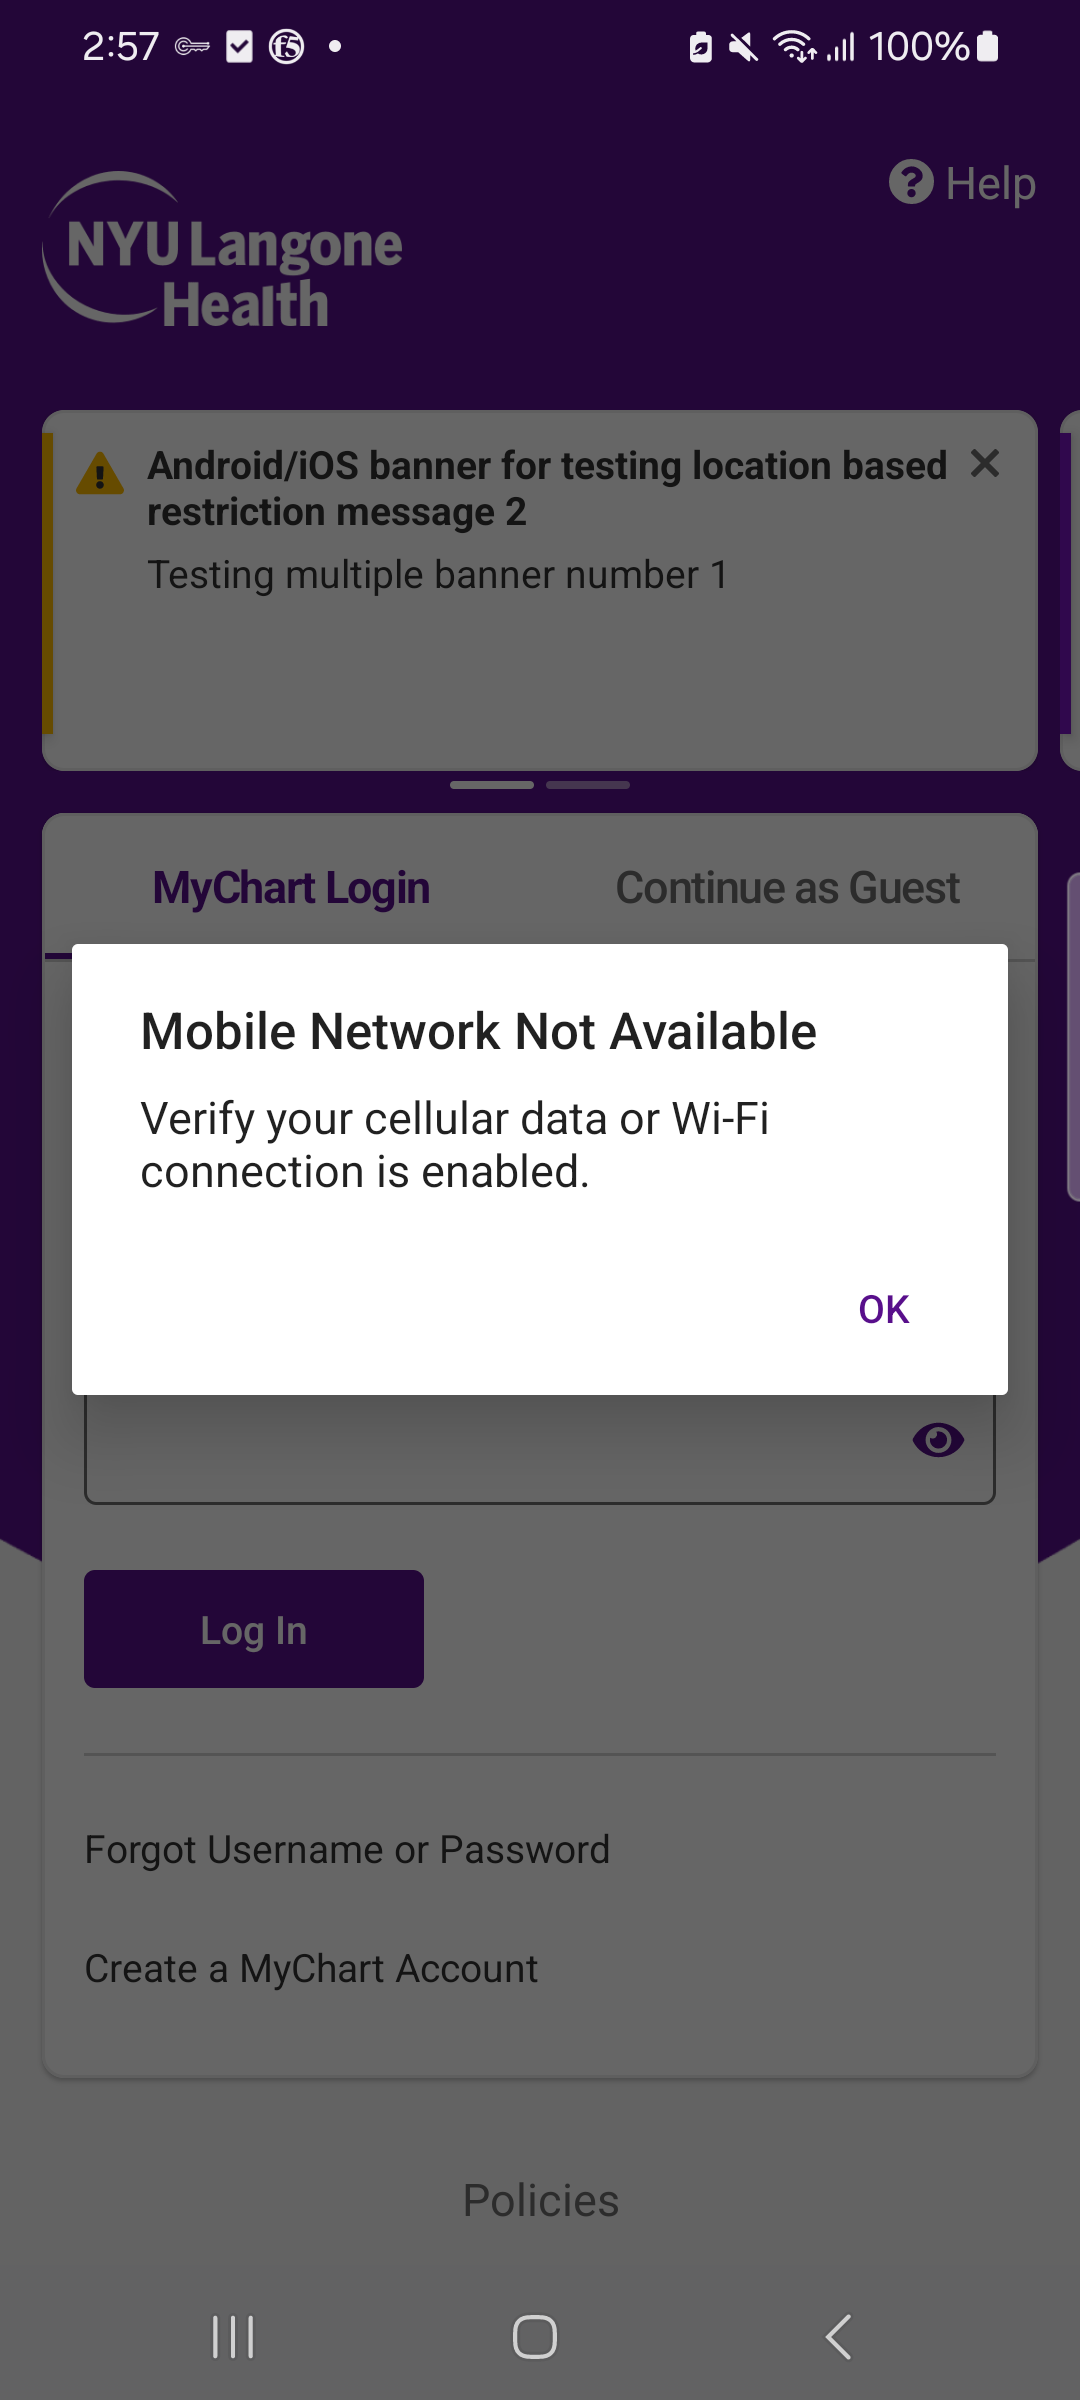 2:57
f5
100%
Help
NYU Langone
Health
Android/iOS banner for testing location based
restriction message 2
Testing multiple banner number 1
MyChart Login
Continue as Guest
Mobile Network Not Available
Verify your cellular data or Wi-Fi
connection is enabled.
OK
Log In
Forgot Username or Password
Create a MyChart Account
Policies